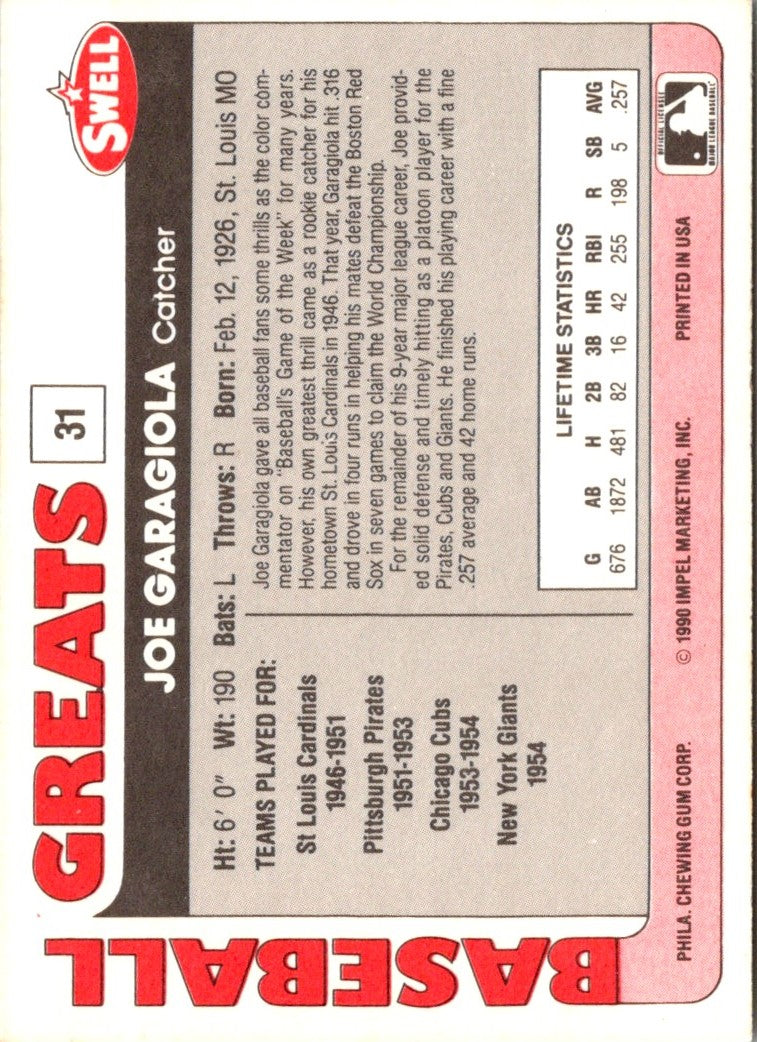 BASEBALL
GREATS
31
SWELL
JOE GARAGIOLA Catcher
Ht: 6' 0" Wt: 190 Bats: L Throws: R Born: Feb. 12, 1926, St. Louis MO
TEAMS PLAYED FOR:
St Louis Cardinals
1946-1951
Pittsburgh Pirates
1951-1953
Chicago Cubs
1953-1954
New York Giants
1954
Joe Garagiola gave all baseball fans some thrills as the color com-
mentator on "Baseball's Game of the Week" for many years.
However, his own greatest thrill came as a rookie catcher for his
hometown St. Louis Cardinals in 1946. That year, Garagiola hit .316
and drove in four runs in helping his mates defeat the Boston Red
Sox in seven games to claim the World Championship.
For the remainder of his 9-year major league career, Joe provid-
ed solid defense and timely hitting as a platoon player for the
Pirates, Cubs and Giants. He finished his playing career with a fine
.257 average and 42 home runs.
LIFETIME STATISTICS
G AB H 2B 3B HR RBI R SB AVG
676 1872 481 82 16 42 255 198 5 .257
PHILA. CHEWING GUM CORP. © 1990 IMPEL MARKETING, INC. PRINTED IN USA
OFFICIAL LICENSEE
MAJOR LEAGUE BASEBALL